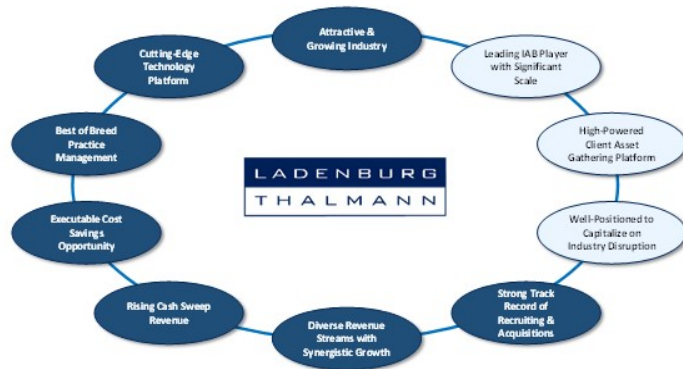 Attractive &
Growing Industry
Leading IAB Player
with Significant
Scale
High-Powered
Client Asset
Gathering Platform
Well-Positioned to
Capitalize on
Industry Disruption
Strong Track
Record of
Recruiting &
Acquisitions
Diverse Revenue
Streams with
Synergistic Growth
Rising Cash Sweep
Revenue
Executable Cost
Savings
Opportunity
Best of Breed
Practice
Management
Cutting-Edge
Technology
Platform
LADENBURG
THALMANN